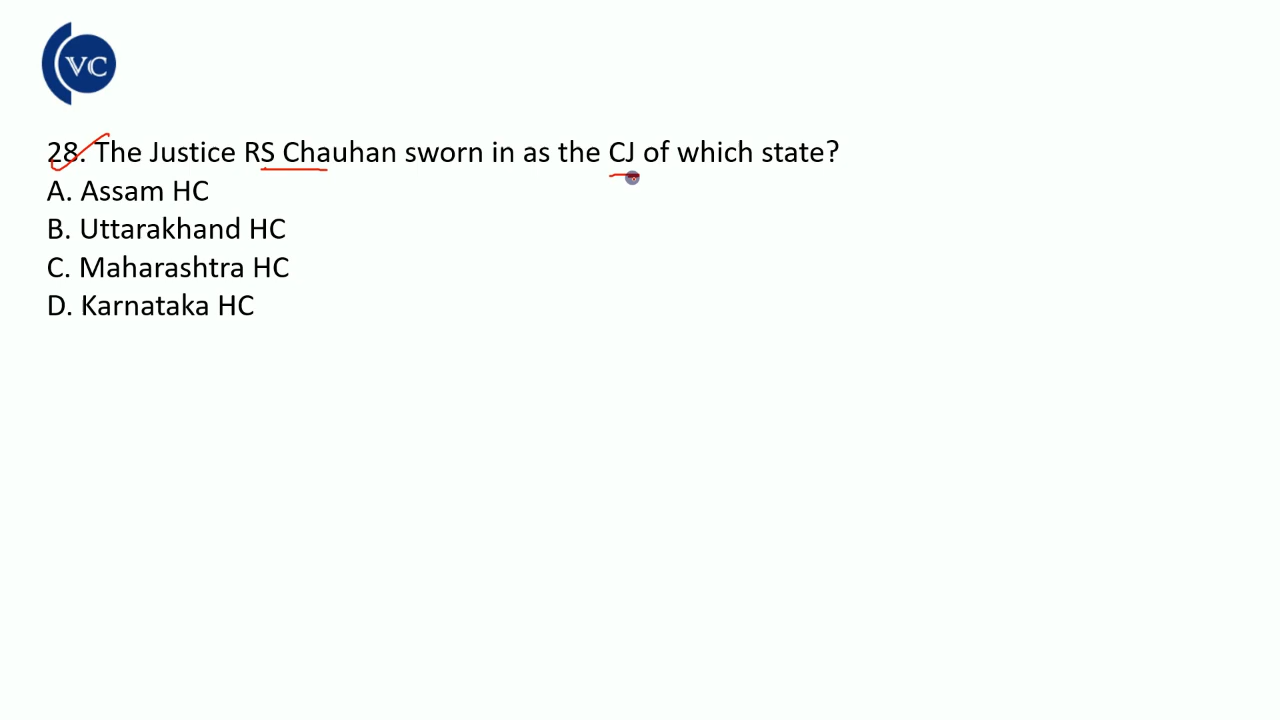 VC
28. The Justice RS Chauhan sworn in as the CJ of which state?
A. Assam HC
B. Uttarakhand HC
C. Maharashtra HC
D. Karnataka HC